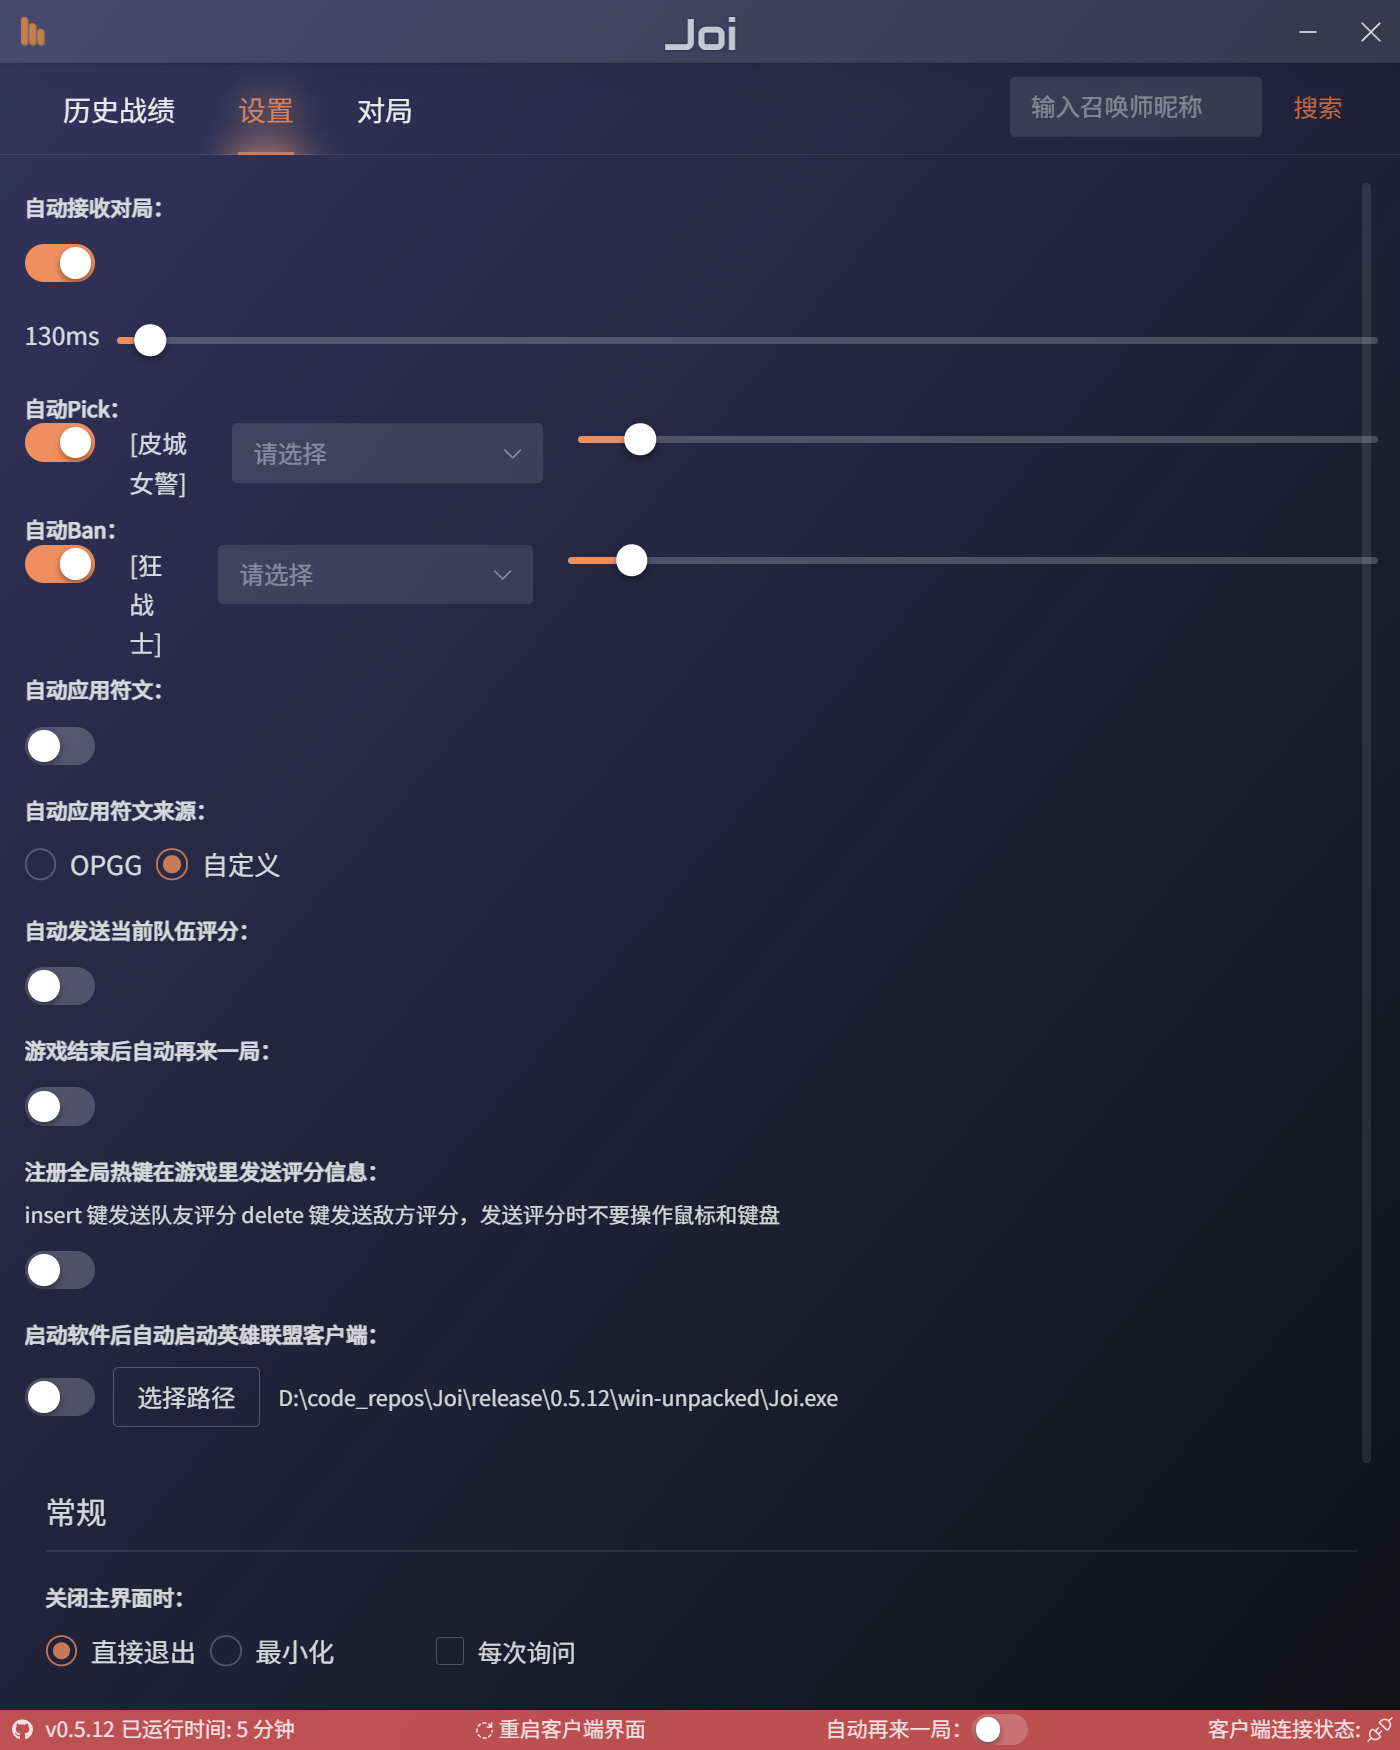 Joi
历史战绩
设置
对局
输入召唤师昵称
搜索
自动接收对局：
130ms
自动Pick：
[皮城
女警]
请选择
自动Ban：
[狂
战
士]
请选择
自动应用符文：
自动应用符文来源：
OPGG
自定义
自动发送当前队伍评分：
游戏结束后自动再来一局：
注册全局热键在游戏里发送评分信息：
insert 键发送队友评分 delete 键发送敌方评分，发送评分时不要操作鼠标和键盘
启动软件后自动启动英雄联盟客户端：
选择路径
D:\code_repos\Joi\release\0.5.12\win-unpacked\Joi.exe
常规
关闭主界面时：
直接退出
最小化
每次询问
v0.5.12 已运行时间: 5 分钟
重启客户端界面
自动再来一局：
客户端连接状态: